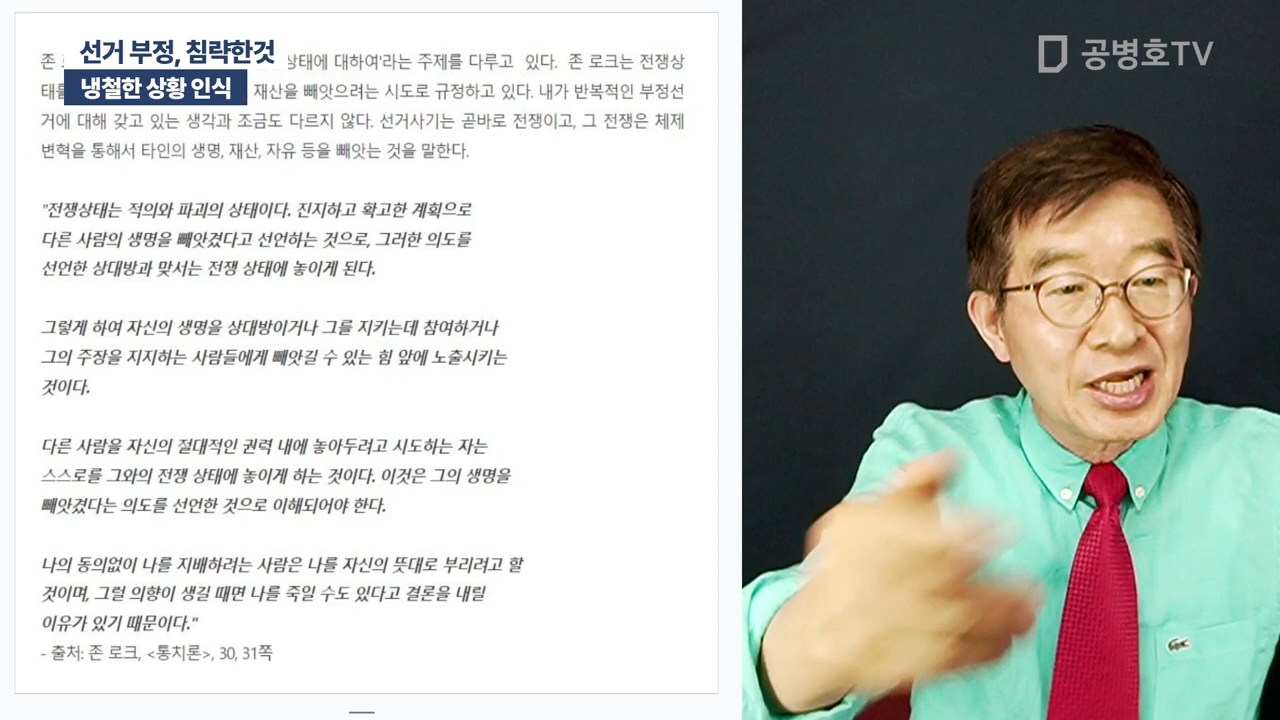 선거 부정, 침략한것
냉철한 상황 인식
공병호TV
존 상태에 대하여'라는 주제를 다루고 있다. 존 로크는 전쟁상
태를 재산을 빼앗으려는 시도로 규정하고 있다. 내가 반복적인 부정선
거에 대해 갖고 있는 생각과 조금도 다르지 않다. 선거사기는 곧바로 전쟁이고, 그 전쟁은 체제
변혁을 통해서 타인의 생명, 재산, 자유 등을 빼앗는 것을 말한다.
"전쟁상태는 적의와 파괴의 상태이다. 진지하고 확고한 계획으로
다른 사람의 생명을 빼앗겼다고 선언하는 것으로, 그러한 의도를
선언한 상대방과 맞서는 전쟁 상태에 놓이게 된다.
그렇게 하여 자신의 생명을 상대방이거나 그를 지키는데 참여하거나
그의 주장을 지지하는 사람들에게 빼앗길 수 있는 힘 앞에 노출시키는
것이다.
다른 사람을 자신의 절대적인 권력 내에 놓아두려고 시도하는 자는
스스로를 그와의 전쟁 상태에 놓이게 하는 것이다. 이것은 그의 생명을
빼앗겼다는 의도를 선언한 것으로 이해되어야 한다.
나의 동의없이 나를 지배하려는 사람은 나를 자신의 뜻대로 부리려고 할
것이며, 그럴 의향이 생길 때면 나를 죽일 수도 있다고 결론을 내릴
이유가 있기 때문이다."
- 출처: 존 로크, <통치론>, 30, 31쪽